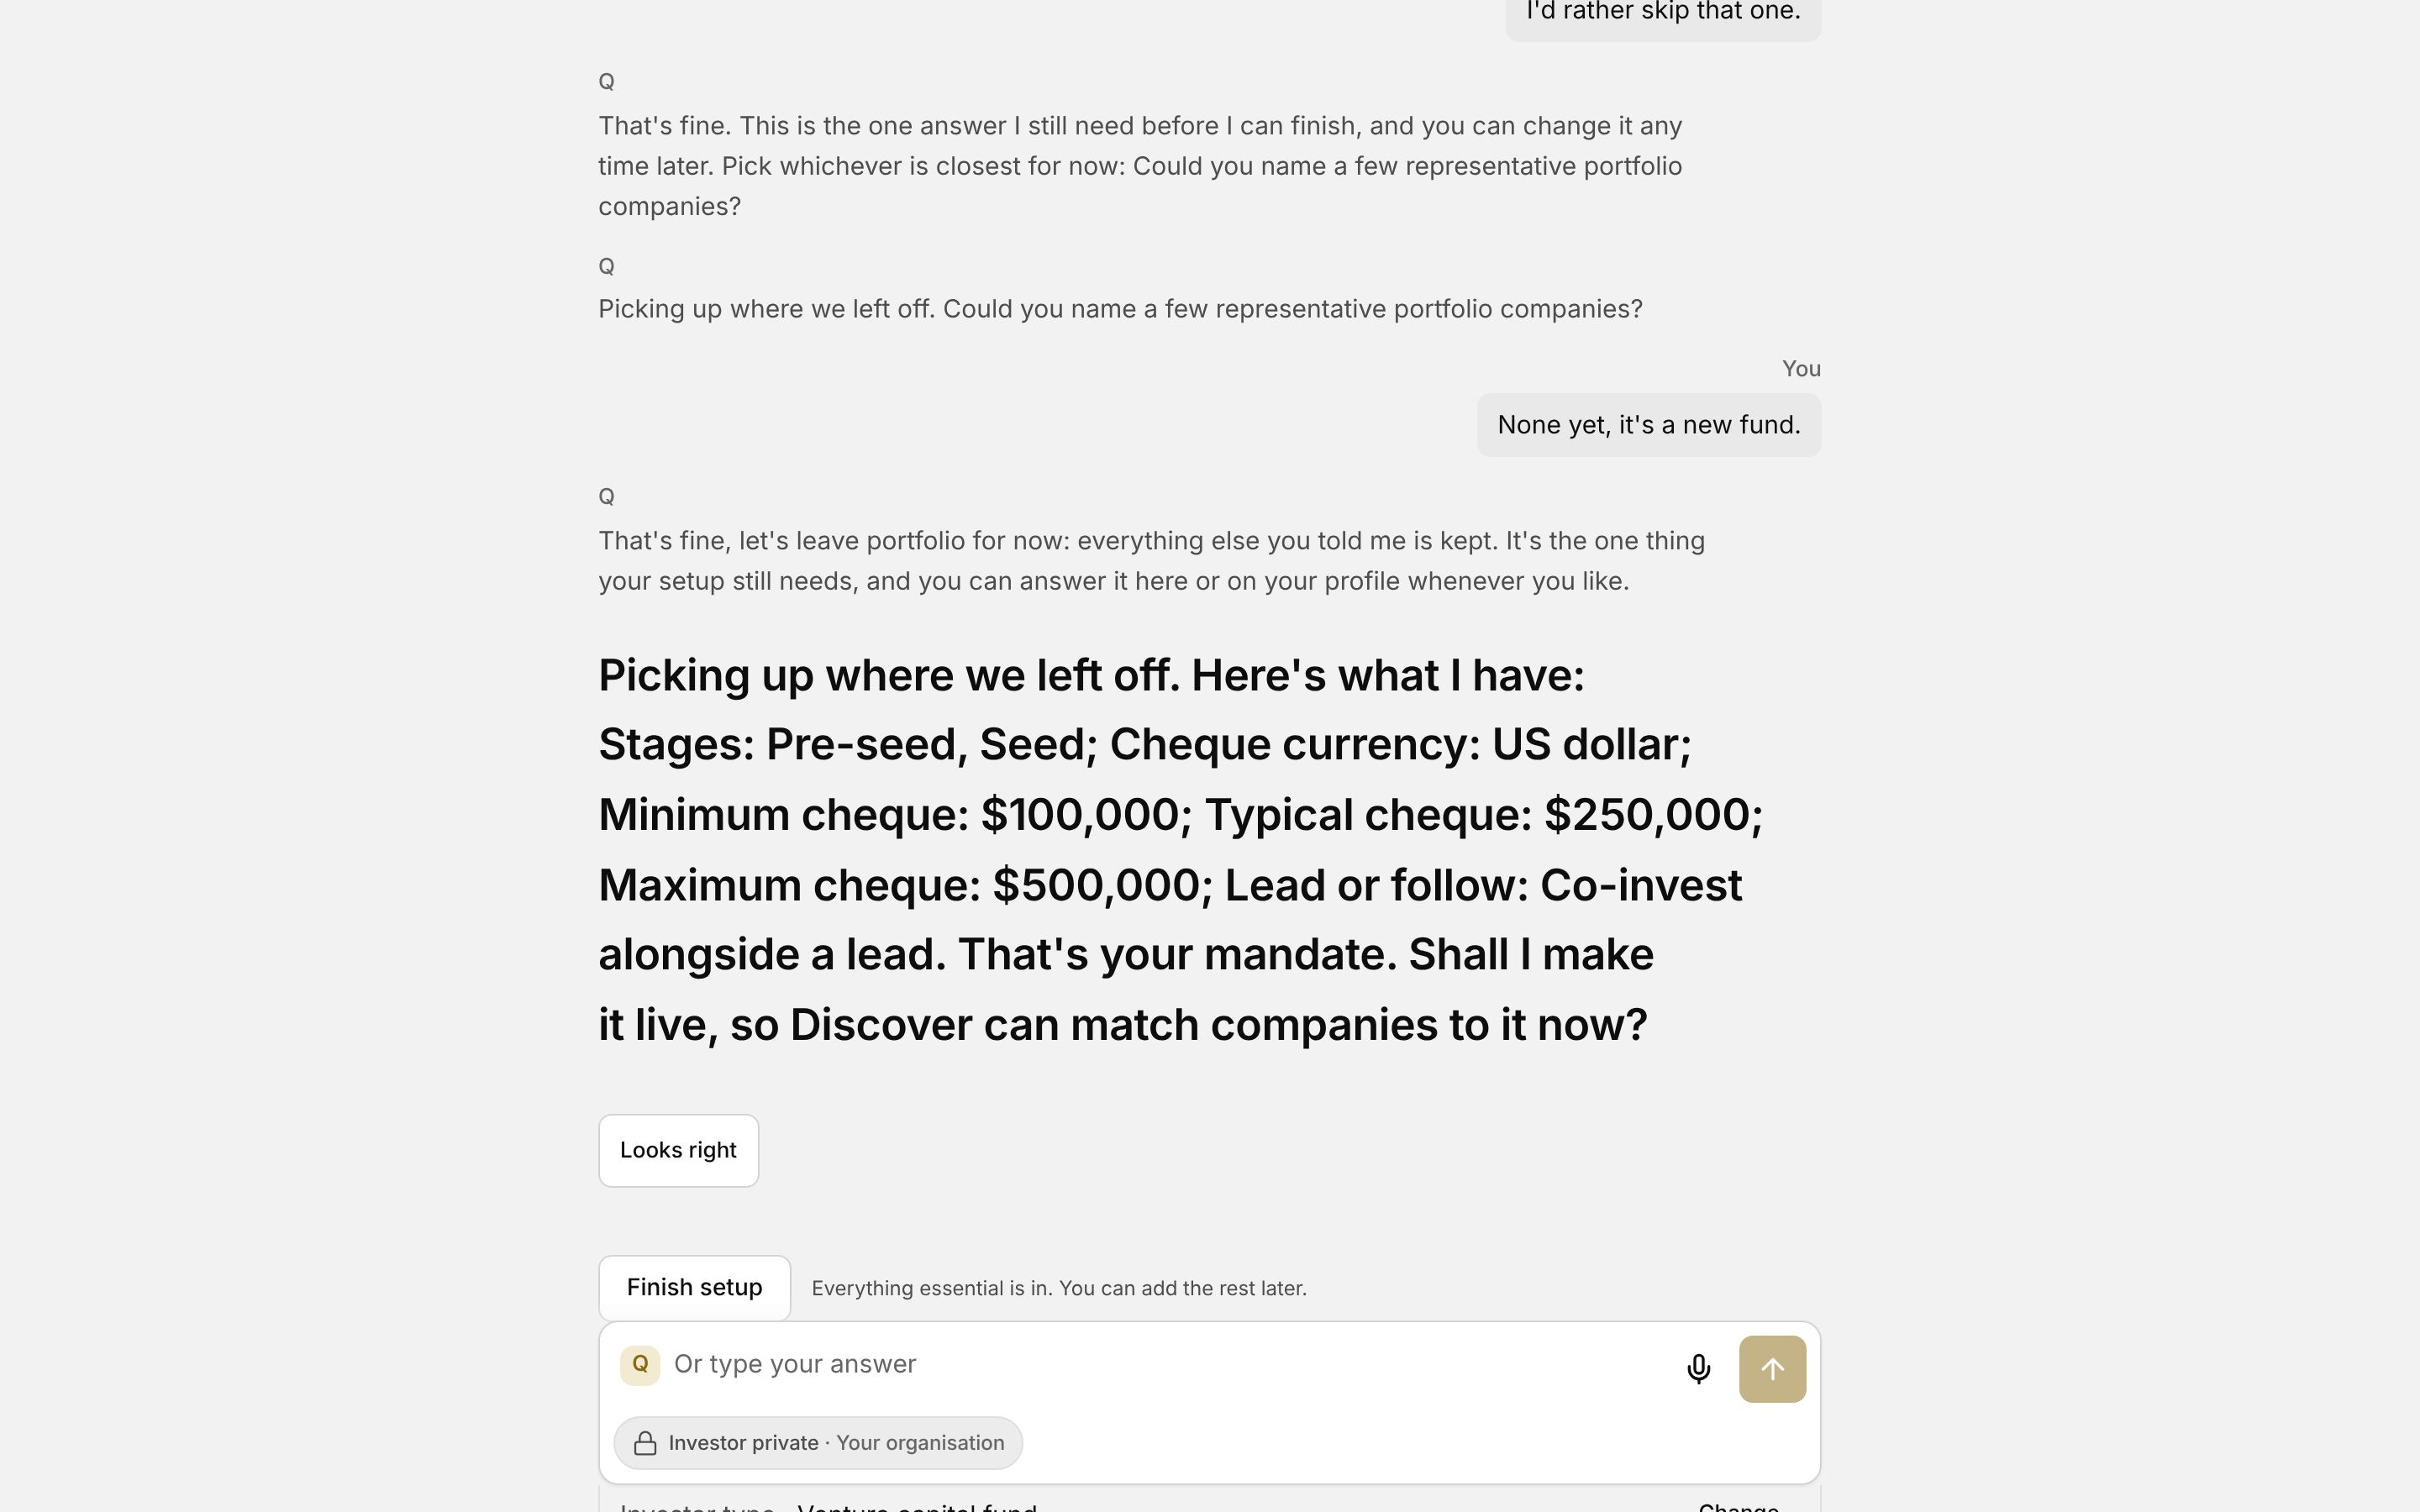 I'd rather skip that one.
Q
That's fine. This is the one answer I still need before I can finish, and you can change it any
time later. Pick whichever is closest for now: Could you name a few representative portfolio
companies?
Q
Picking up where we left off. Could you name a few representative portfolio companies?
You
None yet, it's a new fund.
Q
That's fine, let's leave portfolio for now: everything else you told me is kept. It's the one thing
your setup still needs, and you can answer it here or on your profile whenever you like.
Picking up where we left off. Here's what I have:
Stages: Pre-seed, Seed; Cheque currency: US dollar;
Minimum cheque: $100,000; Typical cheque: $250,000;
Maximum cheque: $500,000; Lead or follow: Co-invest
alongside a lead. That's your mandate. Shall I make
it live, so Discover can match companies to it now?
Looks right
Finish setup Everything essential is in. You can add the rest later.
Q Or type your answer
Investor private · Your organisation
Investor type Venture capital fund Change